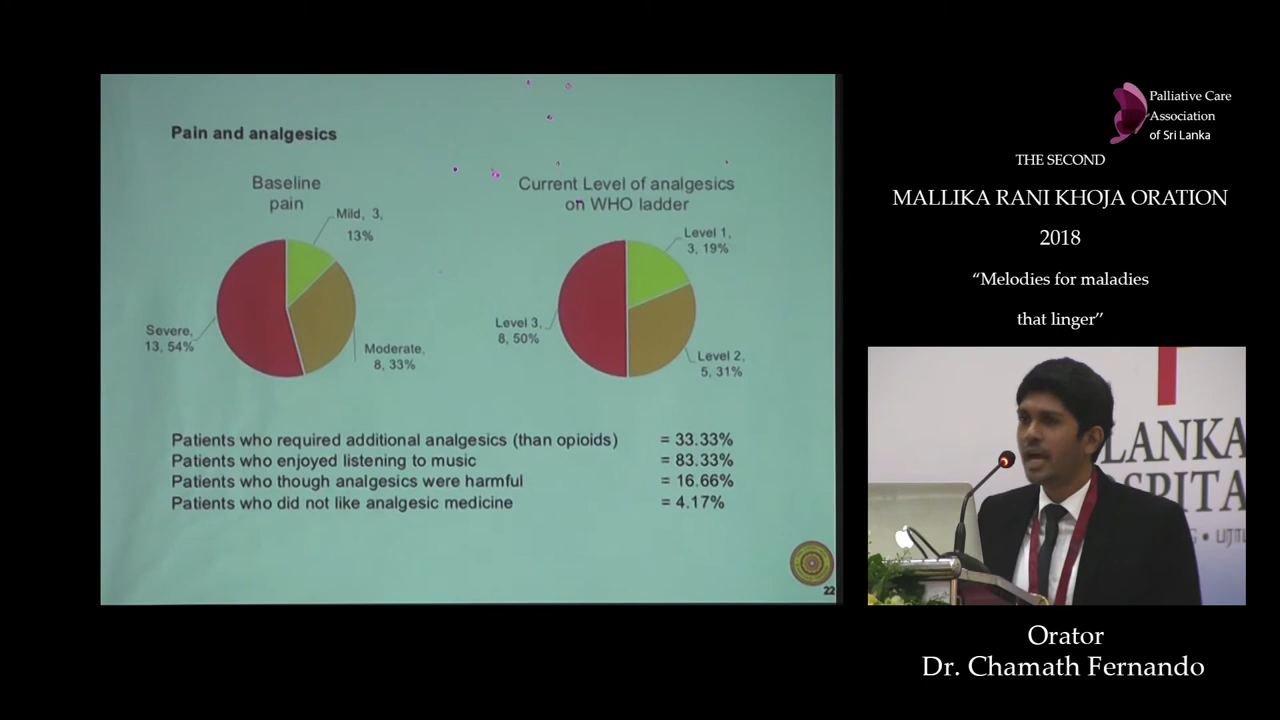 Pain and analgesics
Baseline
pain
Mild, 3,
13%
Severe,
13, 54%
Moderate,
8, 33%
Current Level of analgesics
on WHO ladder
Level 1,
3, 19%
Level 3,
8, 50%
Level 2,
5, 31%
Patients who required additional analgesics (than opioids) = 33.33%
Patients who enjoyed listening to music = 83.33%
Patients who though analgesics were harmful = 16.66%
Patients who did not like analgesic medicine = 4.17%
22
Palliative Care
Association
of Sri Lanka
THE SECOND
MALLIKA RANI KHOJA ORATION
2018
“Melodies for maladies
that linger”
LANKA
SPITA
Orator
Dr. Chamath Fernando